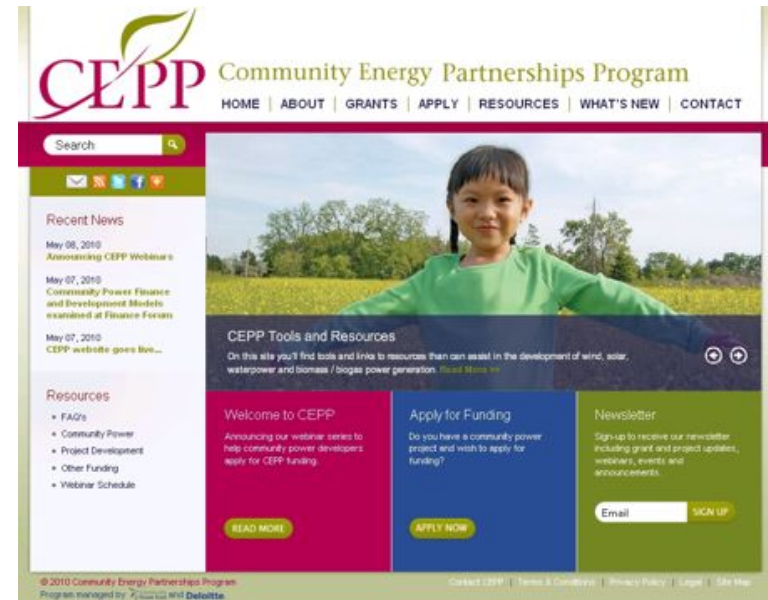 CEPP Community Energy Partnerships Program
HOME | ABOUT | GRANTS | APPLY | RESOURCES | WHAT'S NEW | CONTACT
Search
Recent News
May 08, 2010
Announcing CEPP Webinars
May 07, 2010
Community Power Finance
and Development Models
examined at Finance Forum
May 07, 2010
CEPP website goes live...
Resources
FAQ's
Community Power
Project Development
Other Funding
Webinar Schedule
CEPP Tools and Resources
On this site you'll find tools and links to resources than can assist in the development of wind, solar,
waterpower and biomass / biogas power generation. Read More >>
Welcome to CEPP
Announcing our webinar series to
help community power developers
apply for CEPP funding.
READ MORE
Apply for Funding
Do you have a community power
project and wish to apply for
funding?
APPLY NOW
Newsletter
Sign-up to receive our newsletter
including grant and project updates,
webinars, events and
announcements.
Email SIGN UP
© 2010 Community Energy Partnerships Program
Program managed by and Deloitte.
Contact CEPP | Terms & Conditions | Privacy Policy | Legal | Site Map